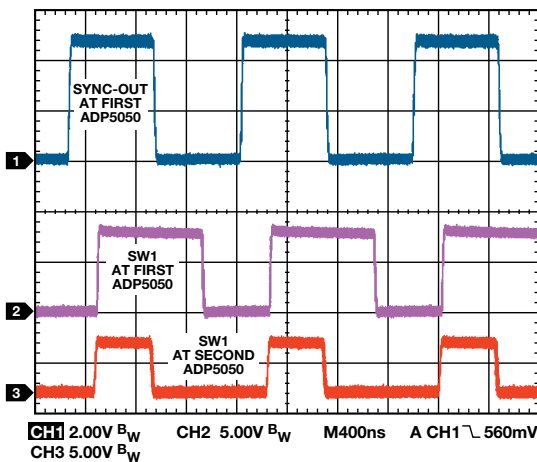 SYNC-OUT
AT FIRST
ADP5050
1
SW1
AT FIRST
ADP5050
2
SW1
AT SECOND
ADP5050
3
CH1 2.00V BW CH2 5.00V BW M400ns A CH1 ㄱ_ 560mV
CH3 5.00V BW